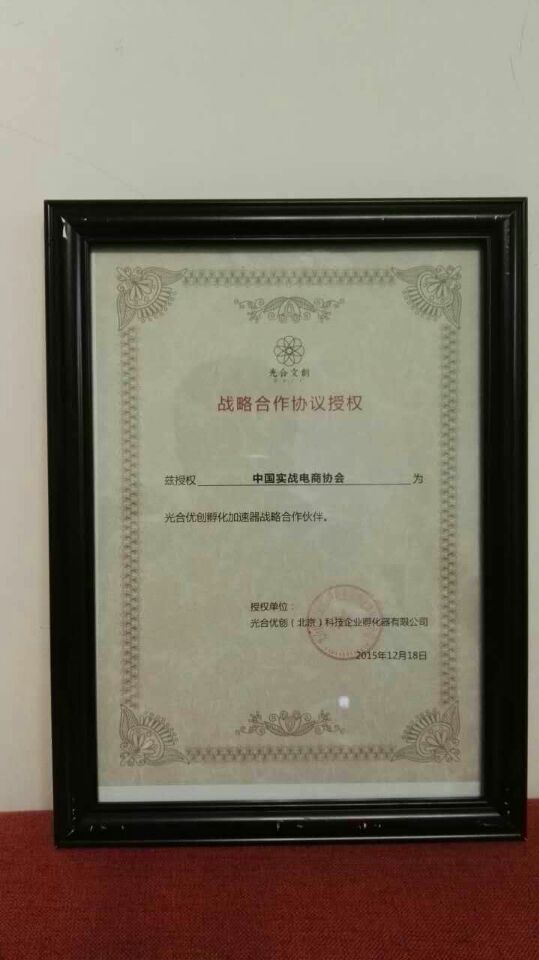 光合文創
战略合作协议授权
兹授权 中国实战电商协会 为
光合优创孵化加速器战略合作伙伴。
授权单位：
光合优创（北京）科技企业孵化器有限公司
2015年12月18日